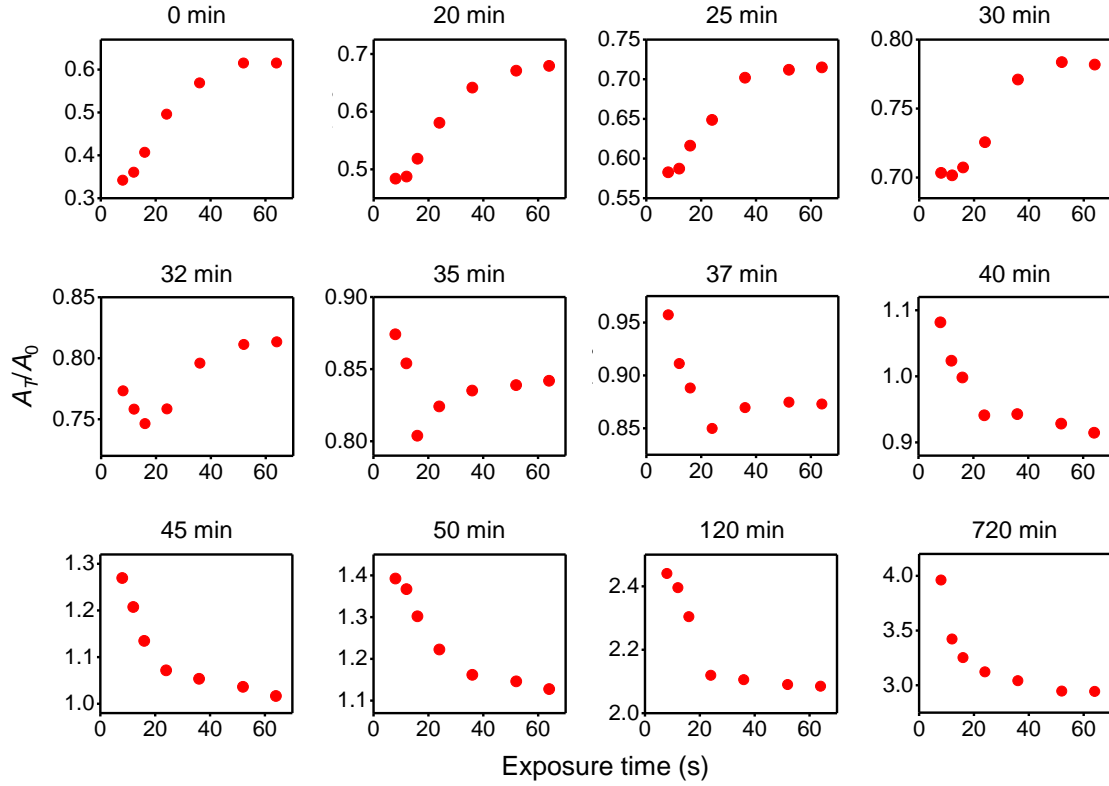 0 min 20 min 25 min 30 min
0.6 0.5 0.4 0.3
0 20 40 60
0.7 0.6 0.5
0 20 40 60
0.75 0.70 0.65 0.60 0.55
0 20 40 60
0.80 0.75 0.70
0 20 40 60
32 min 35 min 37 min 40 min
A_T/A_0
0.85 0.80 0.75
0 20 40 60
0.90 0.85 0.80
0 20 40 60
0.95 0.90 0.85
0 20 40 60
1.1 1.0 0.9
0 20 40 60
45 min 50 min 120 min 720 min
1.3 1.2 1.1 1.0
0 20 40 60
1.4 1.3 1.2 1.1
0 20 40 60
2.4 2.2 2.0
0 20 40 60
4.0 3.5 3.0
0 20 40 60
Exposure time (s)